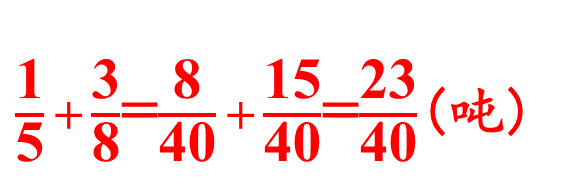 1/5 + 3/8 = 8/40 + 15/40 = 23/40 (吨)